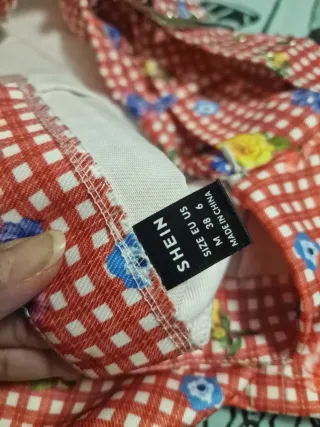 SHEIN
SIZE EU US
M 38 6
MADE IN CHINA